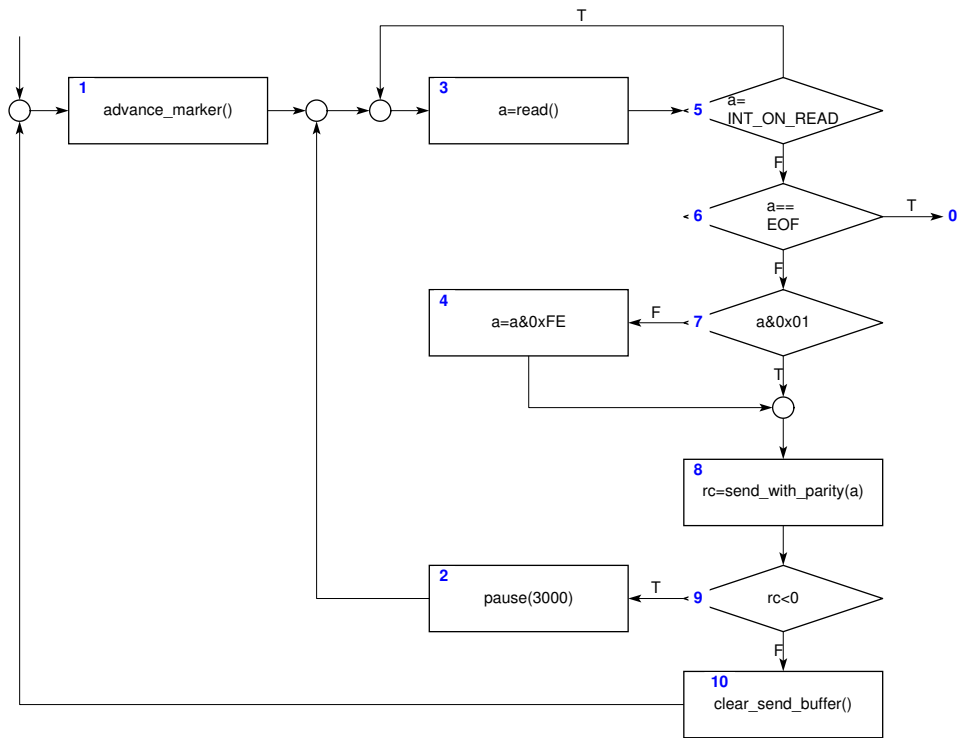 T
1
advance_marker()
3
a=read()
5
a=
INT_ON_READ
F
6
a==
EOF
T
0
F
4
a=a&0xFE
F
7
a&0x01
T
8
rc=send_with_parity(a)
2
pause(3000)
T
9
rc<0
F
10
clear_send_buffer()